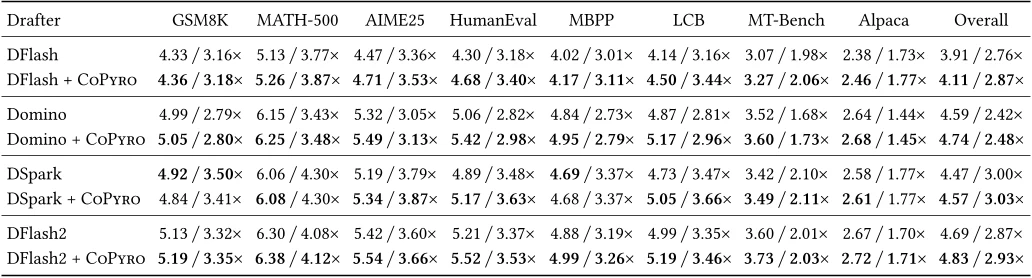 Drafter GSM8K MATH-500 AIME25 HumanEval MBPP LCB MT-Bench Alpaca Overall
DFlash 4.33 / 3.16× 5.13 / 3.77× 4.47 / 3.36× 4.30 / 3.18× 4.02 / 3.01× 4.14 / 3.16× 3.07 / 1.98× 2.38 / 1.73× 3.91 / 2.76×
DFlash + CoPyro 4.36 / 3.18× 5.26 / 3.87× 4.71 / 3.53× 4.68 / 3.40× 4.17 / 3.11× 4.50 / 3.44× 3.27 / 2.06× 2.46 / 1.77× 4.11 / 2.87×
Domino 4.99 / 2.79× 6.15 / 3.43× 5.32 / 3.05× 5.06 / 2.82× 4.84 / 2.73× 4.87 / 2.81× 3.52 / 1.68× 2.64 / 1.44× 4.59 / 2.42×
Domino + CoPyro 5.05 / 2.80× 6.25 / 3.48× 5.49 / 3.13× 5.42 / 2.98× 4.95 / 2.79× 5.17 / 2.96× 3.60 / 1.73× 2.68 / 1.45× 4.74 / 2.48×
DSpark 4.92 / 3.50× 6.06 / 4.30× 5.19 / 3.79× 4.89 / 3.48× 4.69 / 3.37× 4.73 / 3.47× 3.42 / 2.10× 2.58 / 1.77× 4.47 / 3.00×
DSpark + CoPyro 4.84 / 3.41× 6.08 / 4.30× 5.34 / 3.87× 5.17 / 3.63× 4.68 / 3.37× 5.05 / 3.66× 3.49 / 2.11× 2.61 / 1.77× 4.57 / 3.03×
DFlash2 5.13 / 3.32× 6.30 / 4.08× 5.42 / 3.60× 5.21 / 3.37× 4.88 / 3.19× 4.99 / 3.35× 3.60 / 2.01× 2.67 / 1.70× 4.69 / 2.87×
DFlash2 + CoPyro 5.19 / 3.35× 6.38 / 4.12× 5.54 / 3.66× 5.52 / 3.53× 4.99 / 3.26× 5.19 / 3.46× 3.73 / 2.03× 2.72 / 1.71× 4.83 / 2.93×